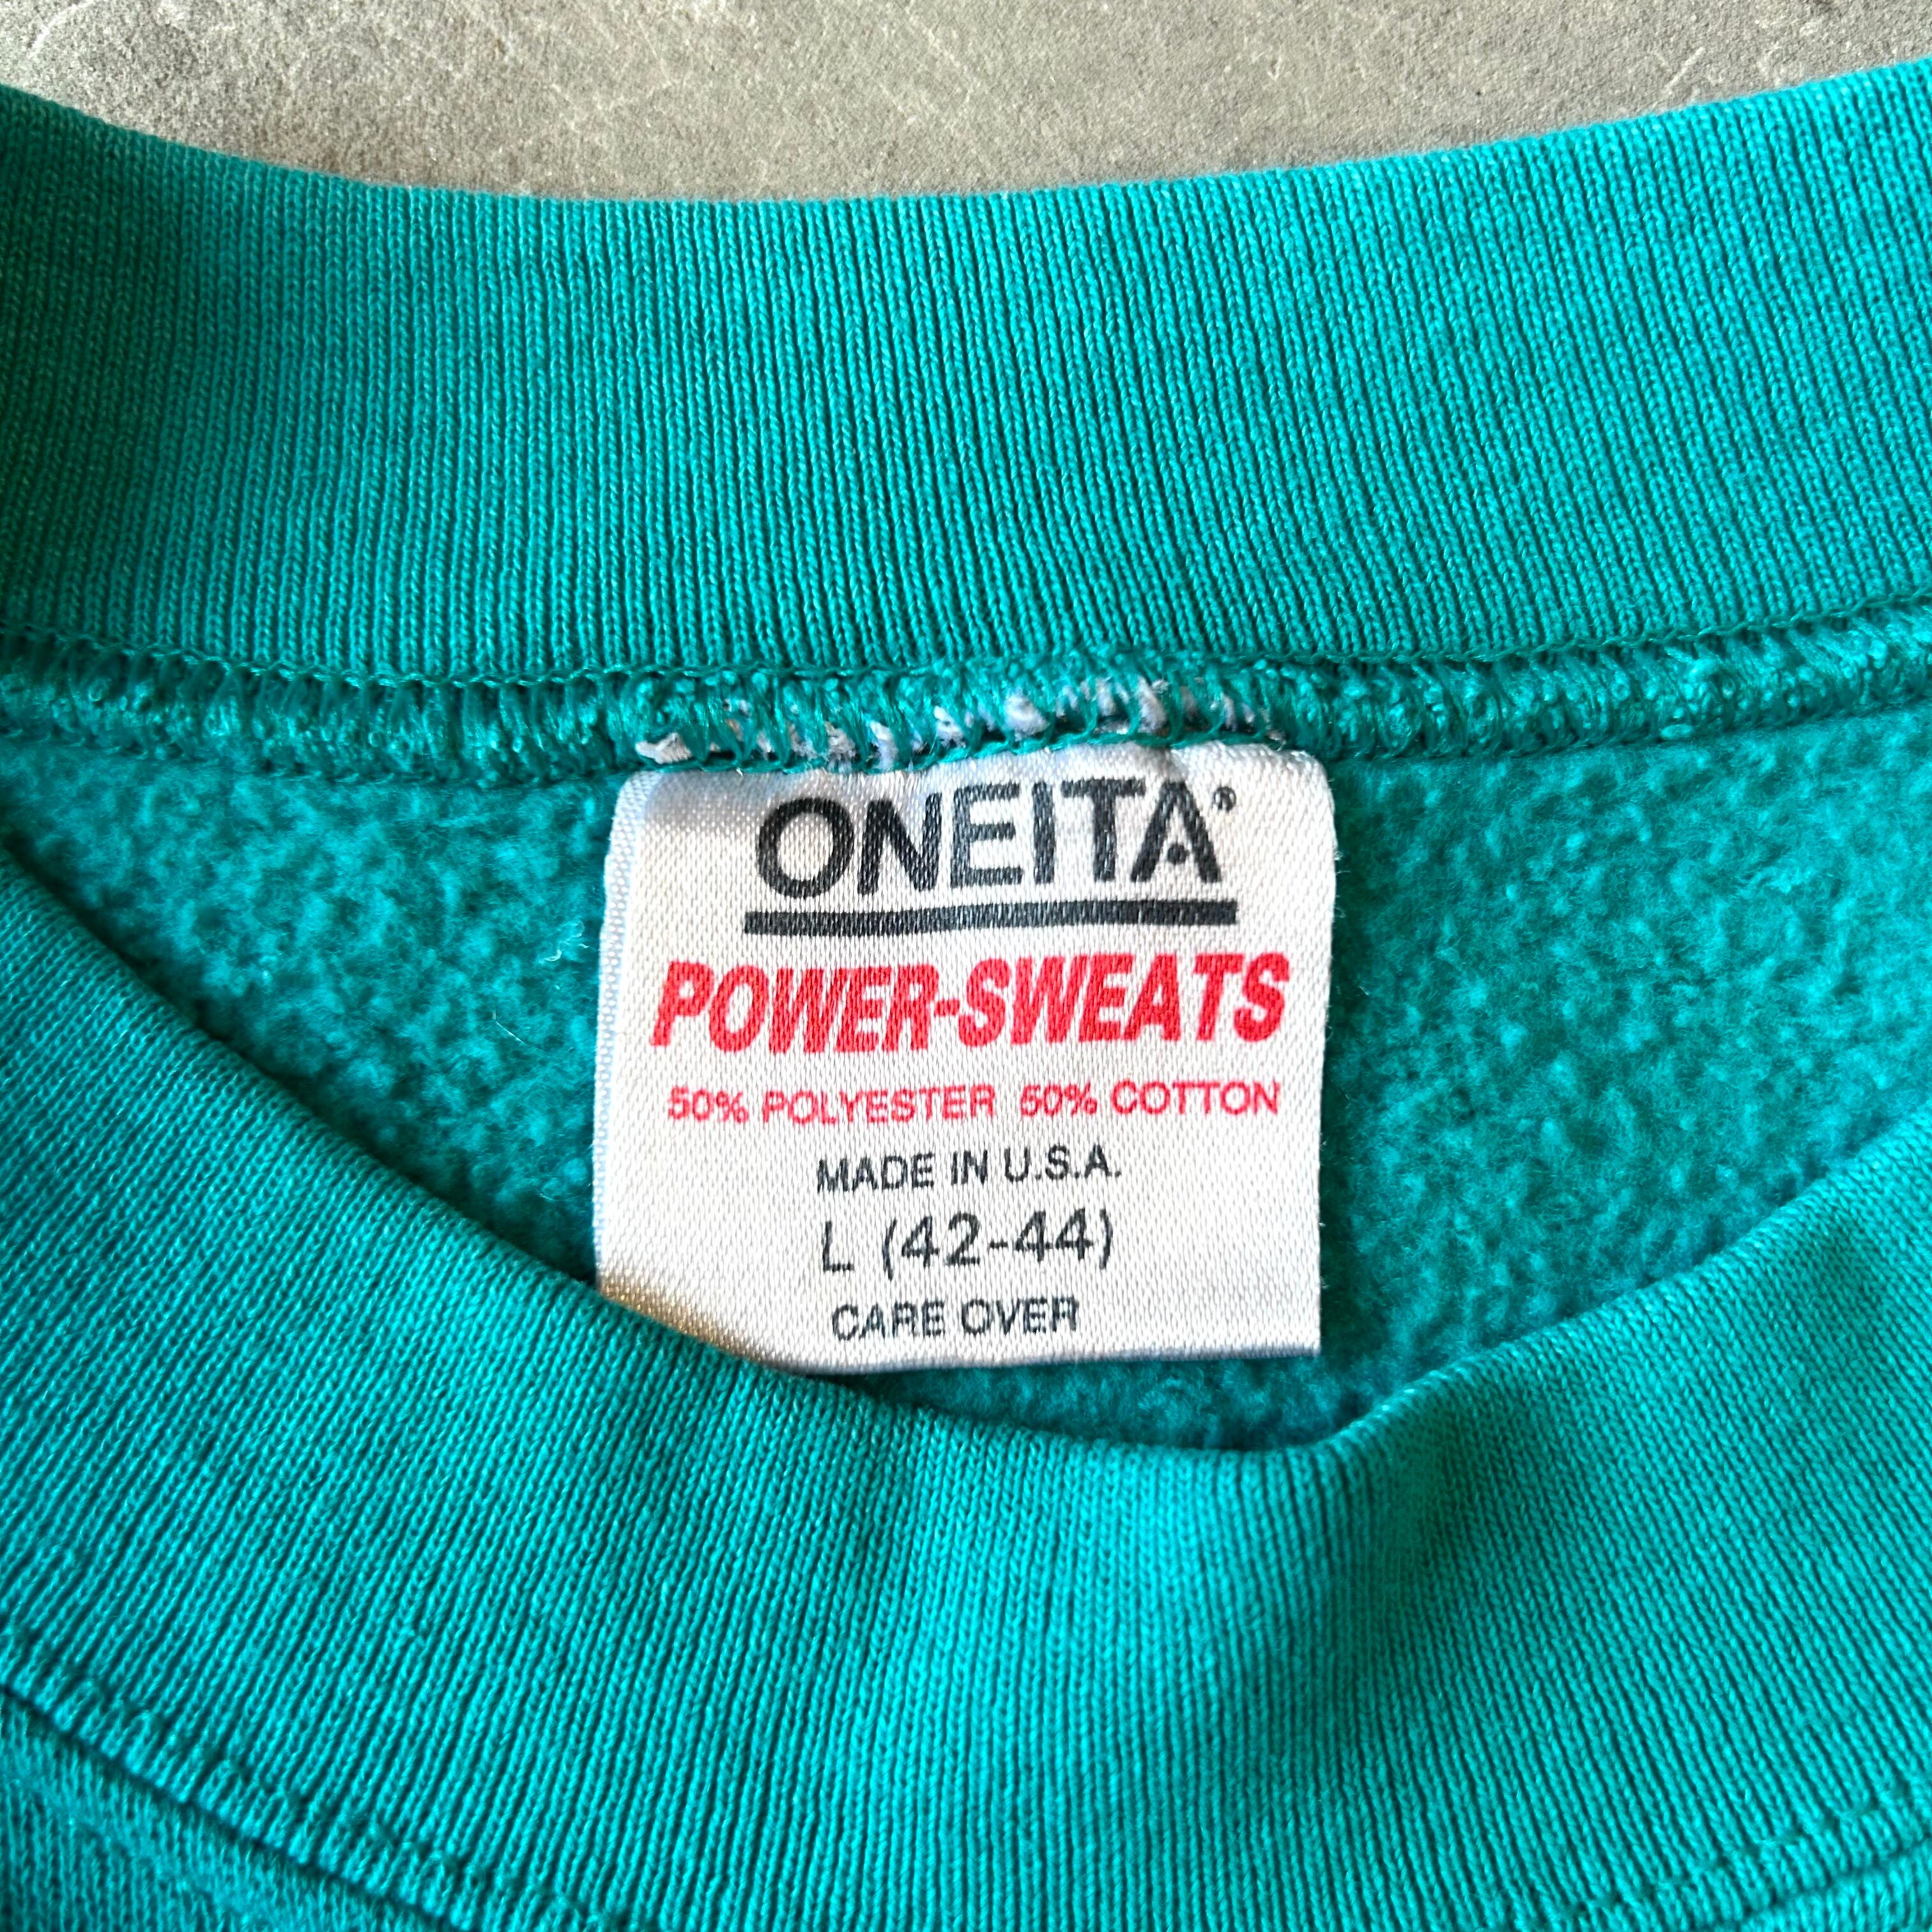 ONEITA®
POWER-SWEATS
50% POLYESTER 50% COTTON
MADE IN U.S.A.
L (42-44)
CARE OVER